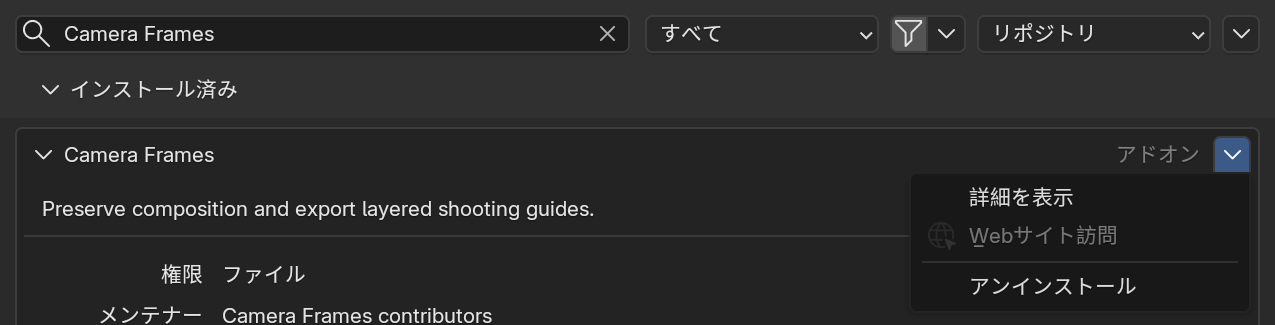 Camera Frames すべて リポジトリ
インストール済み
Camera Frames アドオン
詳細を表示
Preserve composition and export layered shooting guides.
Webサイト訪問
権限 ファイル
アンインストール
メンテナー Camera Frames contributors